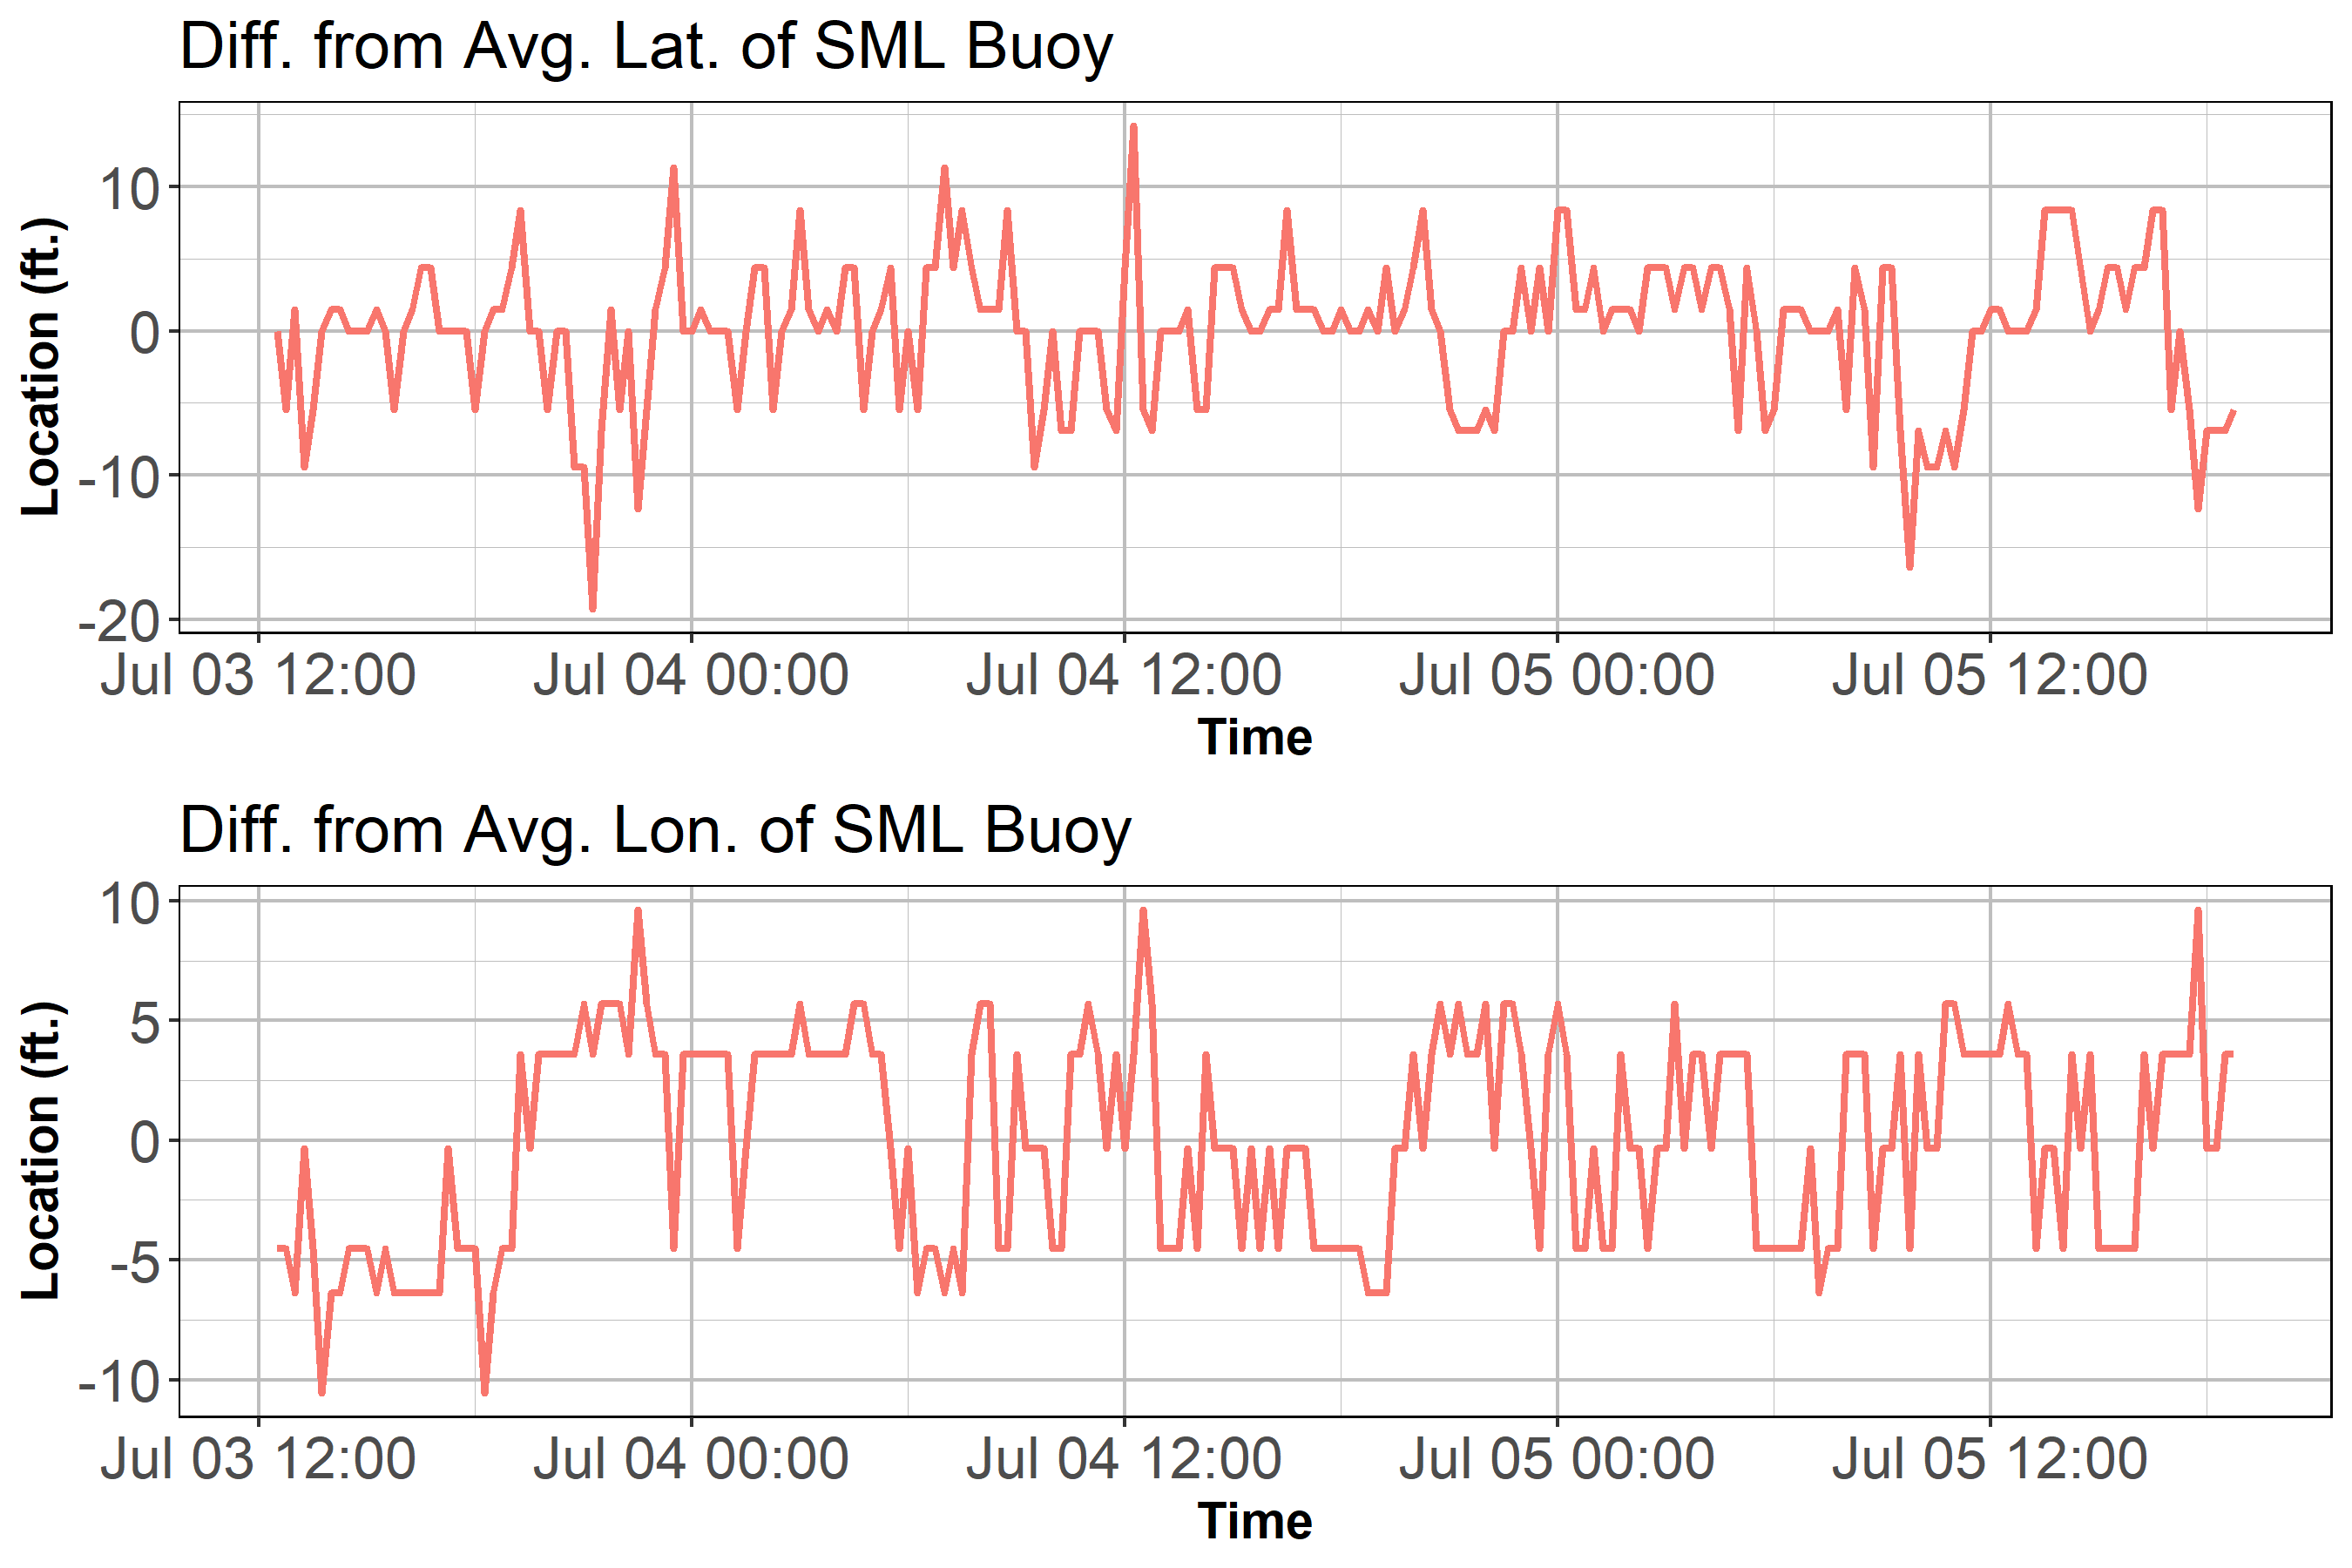 Diff. from Avg. Lat. of SML Buoy
Location (ft.)
10
0
-10
-20
Jul 03 12:00 Jul 04 00:00 Jul 04 12:00 Jul 05 00:00 Jul 05 12:00
Time
Diff. from Avg. Lon. of SML Buoy
Location (ft.)
10
5
0
-5
-10
Jul 03 12:00 Jul 04 00:00 Jul 04 12:00 Jul 05 00:00 Jul 05 12:00
Time